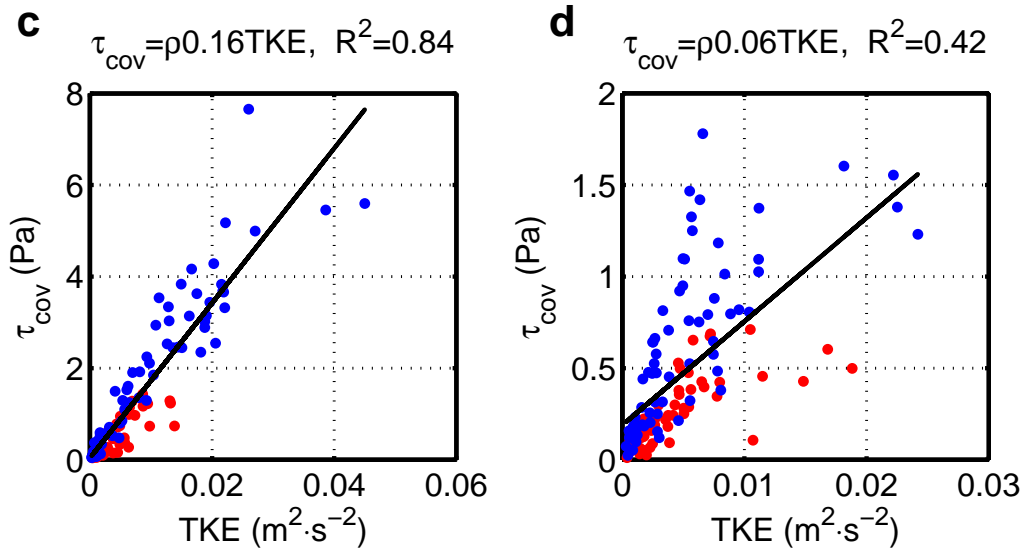 c
τcov=ρ0.16TKE, R²=0.84
8
6
4
2
0
τcov (Pa)
0 0.02 0.04 0.06
TKE (m²·s⁻²)
d
τcov=ρ0.06TKE, R²=0.42
2
1.5
1
0.5
0
τcov (Pa)
0 0.01 0.02 0.03
TKE (m²·s⁻²)